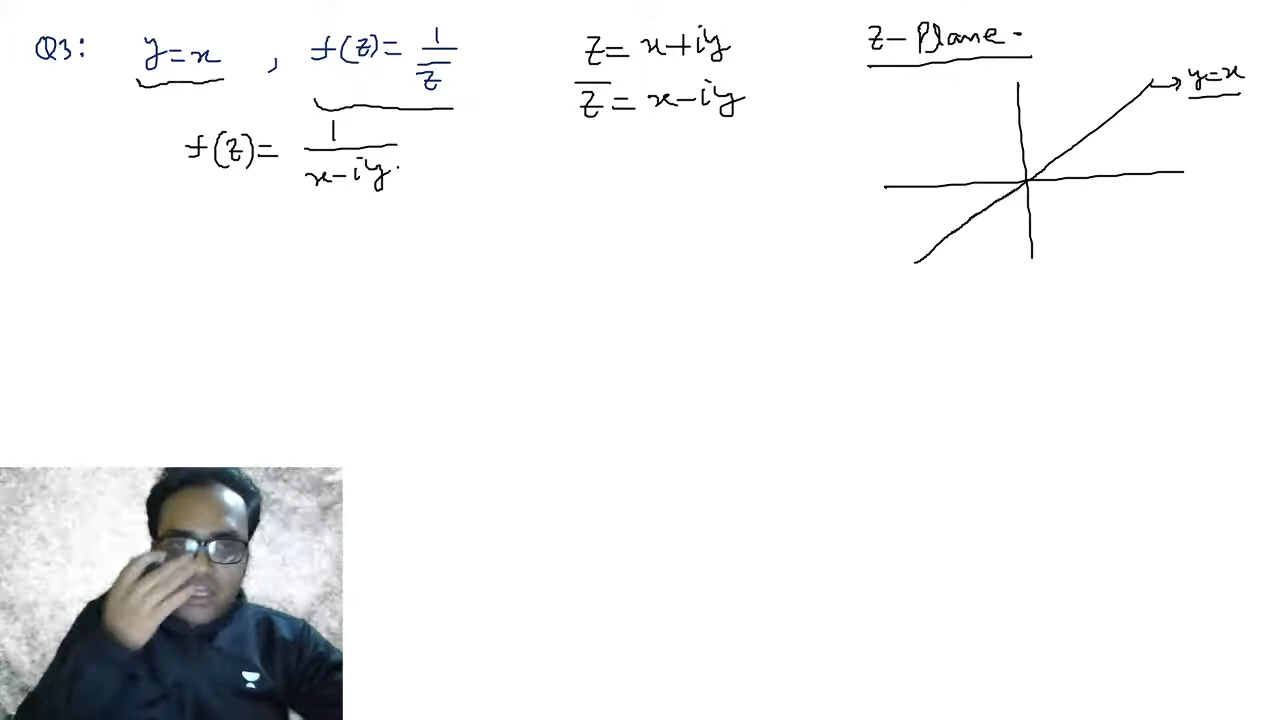 Q3: y=x , f(z)= 1/z̅
f(z)= 1/(x-iy).
z= x+iy
z̅= x-iy
Z-Plane-
y=x